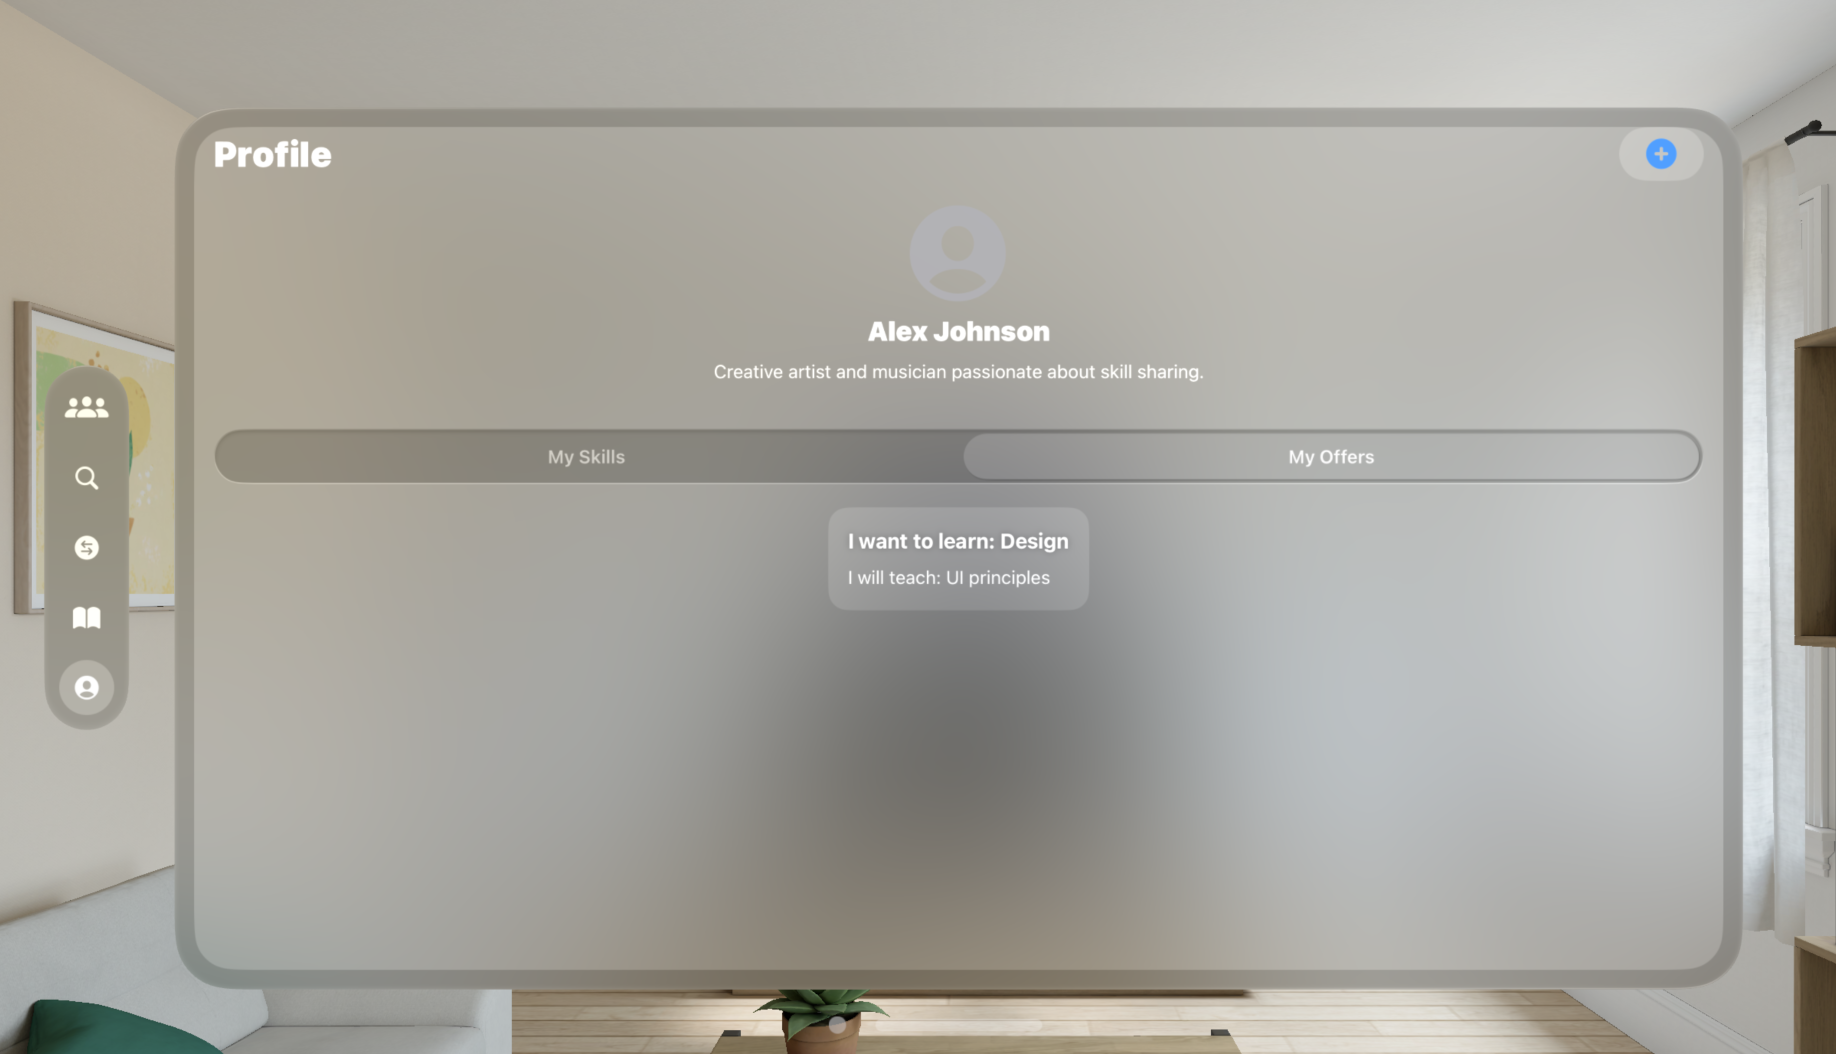 Profile
Alex Johnson
Creative artist and musician passionate about skill sharing.
My Skills
My Offers
I want to learn: Design
I will teach: UI principles